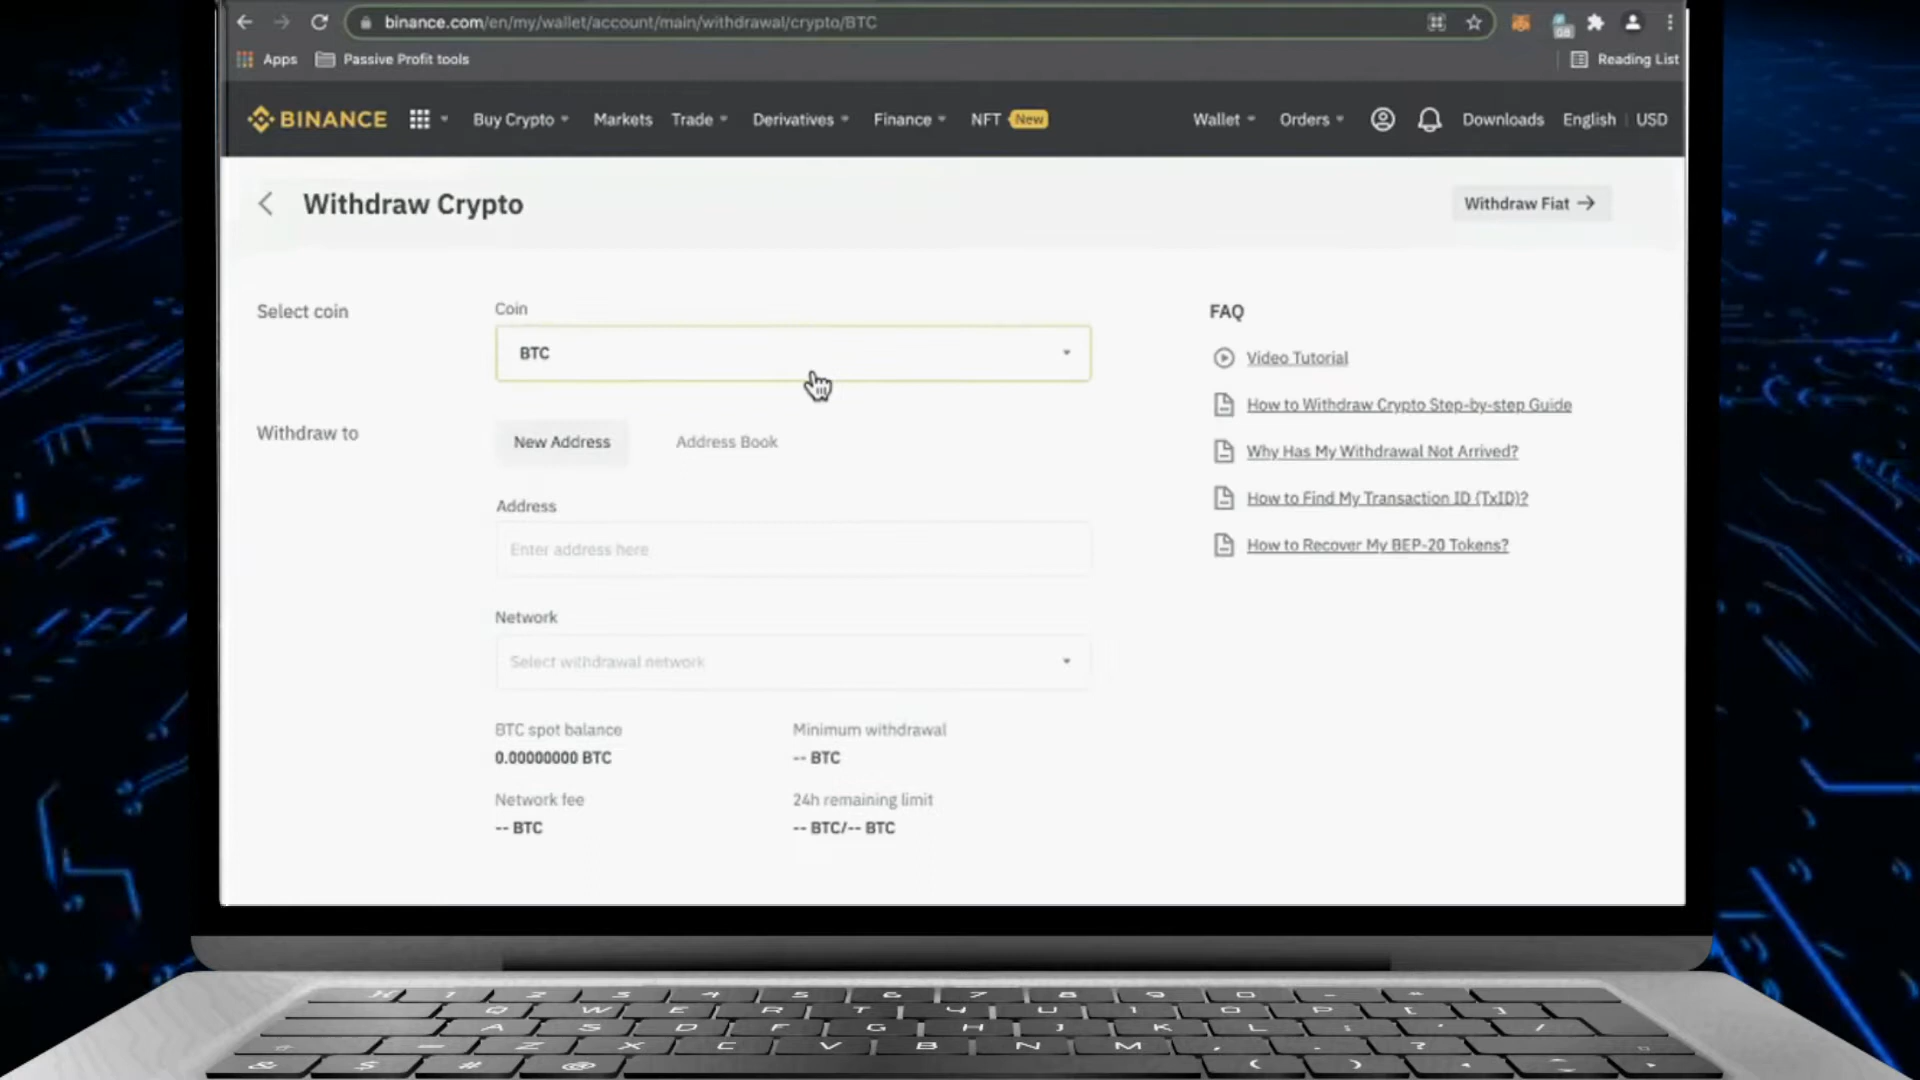 binance.com/en/my/wallet/account/main/withdrawal/crypto/BTC
Apps Passive Profit tools Reading List
BINANCE Buy Crypto Markets Trade Derivatives Finance NFT New Wallet Orders Downloads English USD
Withdraw Crypto
Withdraw Fiat →
Select coin
Coin
BTC
Withdraw to
New Address Address Book
Address
Enter address here
Network
Select withdrawal network
BTC spot balance Minimum withdrawal
0.00000000 BTC -- BTC
Network fee 24h remaining limit
-- BTC -- BTC/-- BTC
FAQ
Video Tutorial
How to Withdraw Crypto Step-by-step Guide
Why Has My Withdrawal Not Arrived?
How to Find My Transaction ID (TxID)?
How to Recover My BEP-20 Tokens?
Q W E R T Y U I O P
A S D F G H J K L
Z X C V B N M